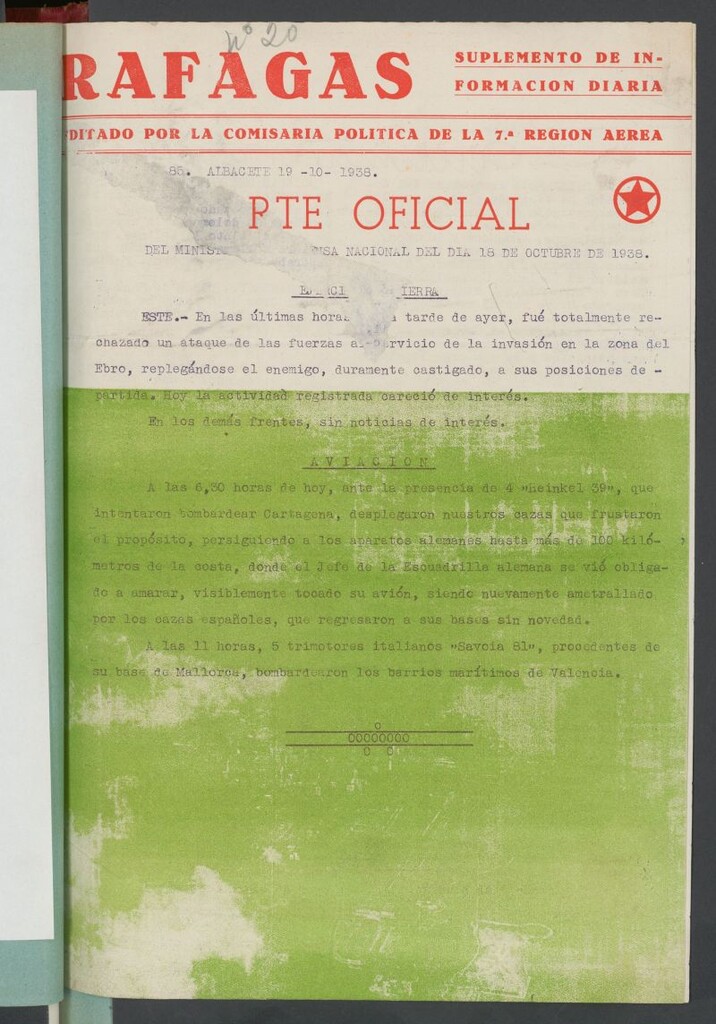 nº 20
RAFAGAS
SUPLEMENTO DE IN-
FORMACION DIARIA
DITADO POR LA COMISARIA POLITICA DE LA 7.ª REGION AEREA
85. ALBACETE 19 -10- 1938.
PTE OFICIAL
DEL MINIST NSA NACIONAL DEL DIA 18 DE OCTUBRE DE 1938.
EJERCI IERRA
ESTE.- En las últimas horas a tarde de ayer, fué totalmente re-
chazado un ataque de las fuerzas al servicio de la invasión en la zona del
Ebro, replegándose el enemigo, duramente castigado, a sus posiciones de -
partida. Hoy la actividad registrada careció de interés.
En los demás frentes, sin noticias de interés.
AVIACION
A las 6,30 horas de hoy, ante la presencia de 4 "Heinkel 39", que
intentaron bombardear Cartagena, desplegaron nuestros cazas que frustaron
el propósito, persiguiendo a los aparatos alemanes hasta más de 100 kiló-
metros de la costa, donde el Jefe de la Escuadrilla alemana se vió obliga-
do a amarar, visiblemente tocado su avión, siendo nuevamente ametrallado
por los cazas españoles, que regresaron a sus bases sin novedad.
A las 11 horas, 5 trimotores italianos "Savoia 81", procedentes de
su base de Mallorca, bombardearon los barrios marítimos de Valencia.
O
OOOOOOOO
O O